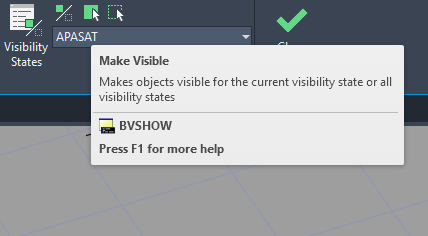 Visibility
States
APASAT
Make Visible
Makes objects visible for the current visibility state or all
visibility states
BVSHOW
Press F1 for more help